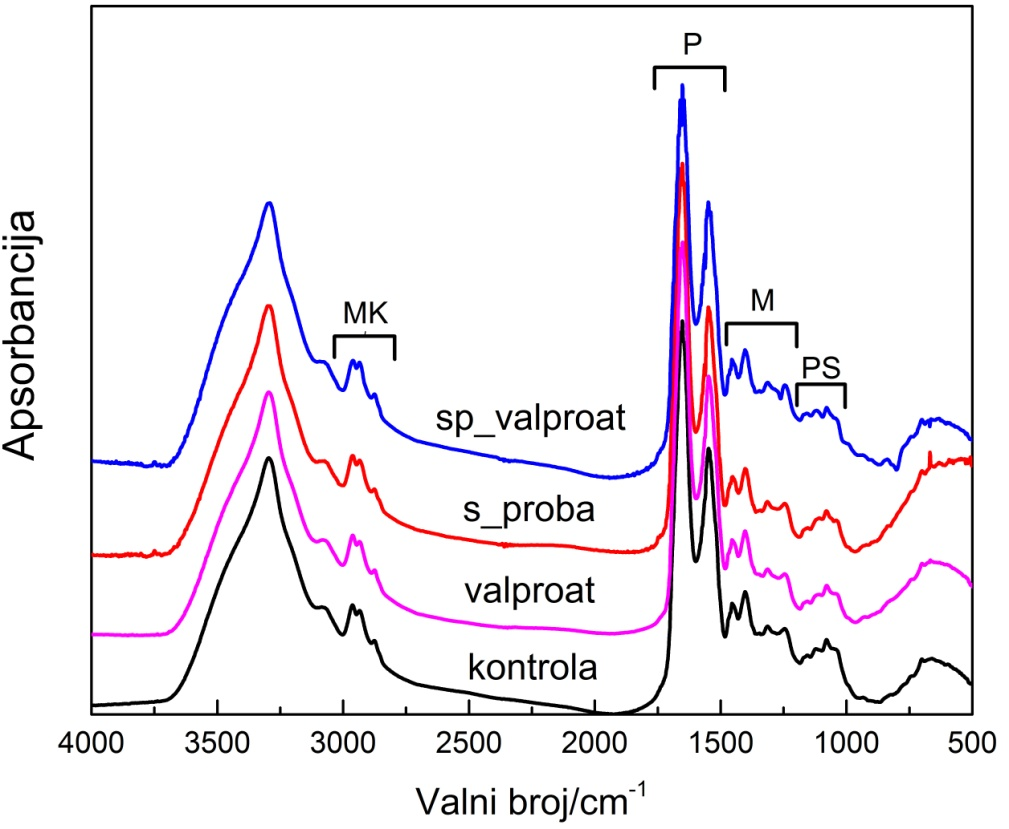 P
M
MK
PS
sp_valproat
s_proba
valproat
kontrola
Apsorbancija
4000 3500 3000 2500 2000 1500 1000 500
Valni broj/cm⁻¹